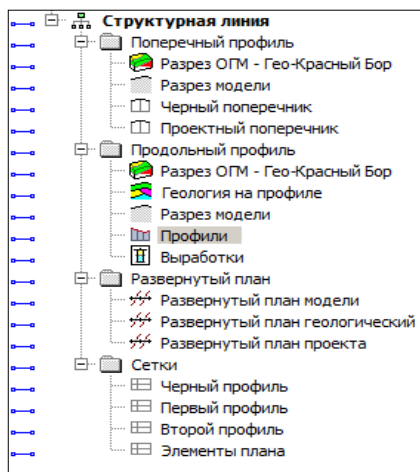 Структурная линия
Поперечный профиль
Разрез ОГМ - Гео-Красный Бор
Разрез модели
Черный поперечник
Проектный поперечник
Продольный профиль
Разрез ОГМ - Гео-Красный Бор
Геология на профиле
Разрез модели
Профили
Выработки
Развернутый план
Развернутый план модели
Развернутый план геологический
Развернутый план проекта
Сетки
Черный профиль
Первый профиль
Второй профиль
Элементы плана